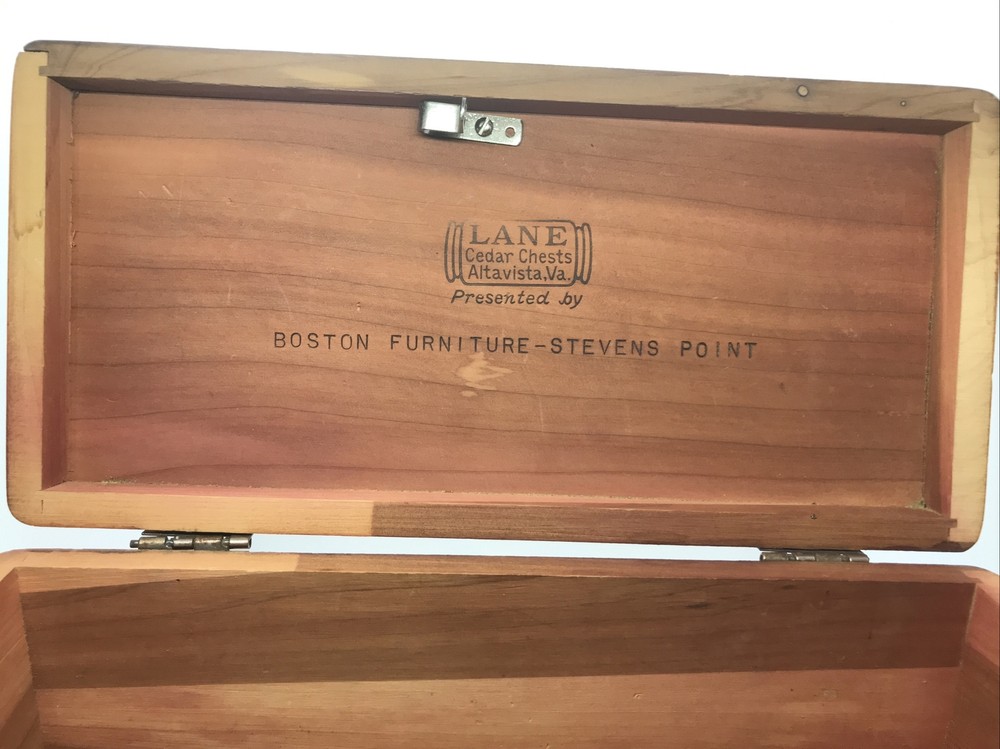 LANE
Cedar Chests
Altavista,Va.
Presented by
BOSTON FURNITURE-STEVENS POINT